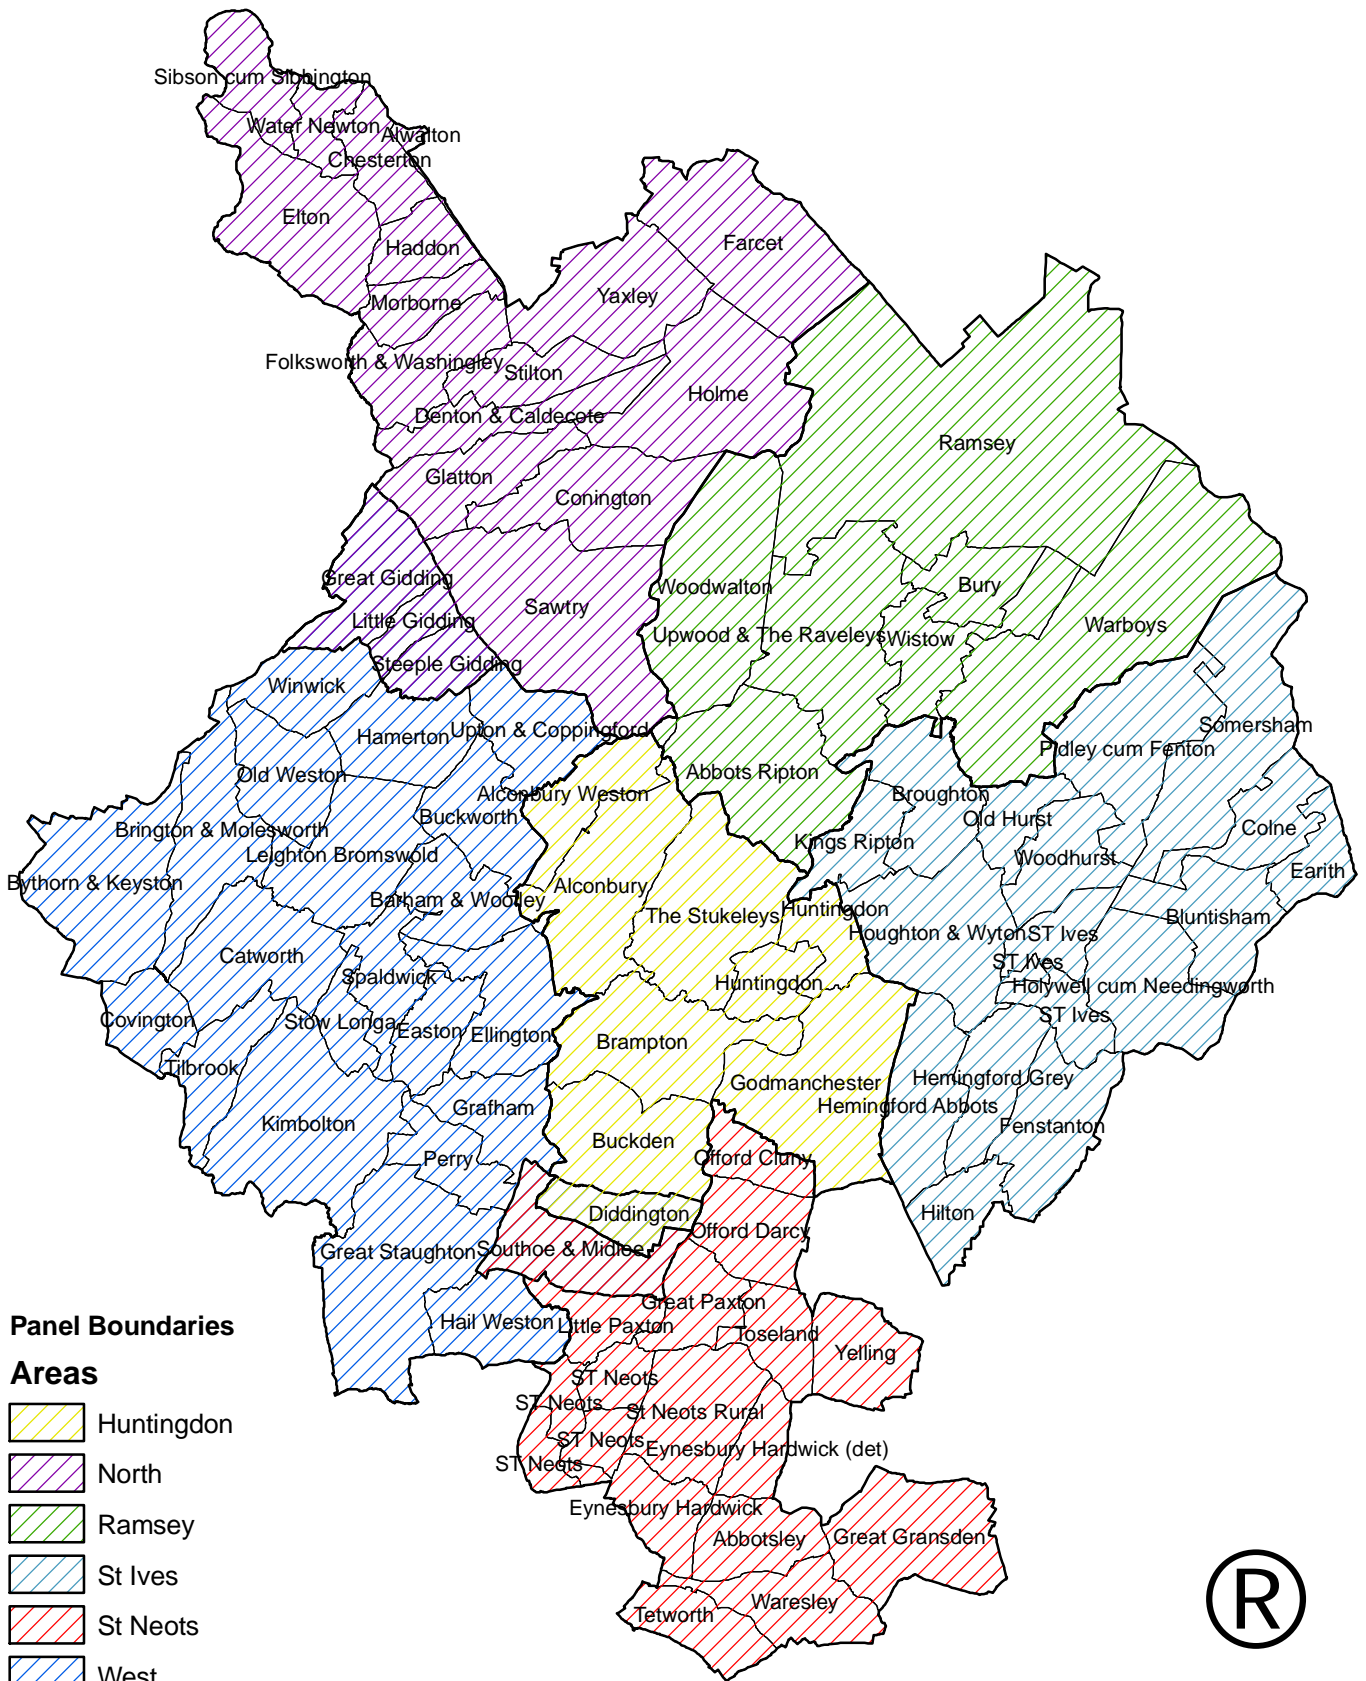 Sibson cum Sibbington
Water Newton
Alwalton
Chesterton
Elton
Haddon
Farcet
Morborne
Yaxley
Folksworth & Washingley
Stilton
Holme
Denton & Caldecote
Ramsey
Glatton
Conington
Great Gidding
Woodwalton
Bury
Little Gidding
Sawtry
Upwood & The Raveleys
Wistow
Warboys
Steeple Gidding
Winwick
Hamerton
Upton & Coppingford
Somersham
Pidley cum Fenton
Old Weston
Abbots Ripton
Alconbury Weston
Broughton
Buckworth
Old Hurst
Brington & Molesworth
Colne
Leighton Bromswold
Kings Ripton
Woodhurst
Earith
Bythorn & Keyston
Alconbury
Barham & Woolley
The Stukeleys
Huntingdon
Bluntisham
Houghton & Wyton
ST Ives
Catworth
ST Ives
Spaldwick
Huntingdon
Holywell cum Needingworth
Covington
Stow Longa
ST Ives
Easton
Ellington
Brampton
Tilbrook
Godmanchester
Hemingford Grey
Grafham
Hemingford Abbots
Kimbolton
Fenstanton
Buckden
Perry
Offord Cluny
Diddington
Hilton
Offord Darcy
Great Staughton
Southoe & Midloe
Great Paxton
Hail Weston
Little Paxton
Toseland
Yelling
ST Neots
ST Neots
St Neots Rural
ST Neots
Eynesbury Hardwick (det)
ST Neots
Eynesbury Hardwick
Abbotsley
Great Gransden
Waresley
Tetworth
Panel Boundaries
Areas
Huntingdon
North
Ramsey
St Ives
St Neots
West
®